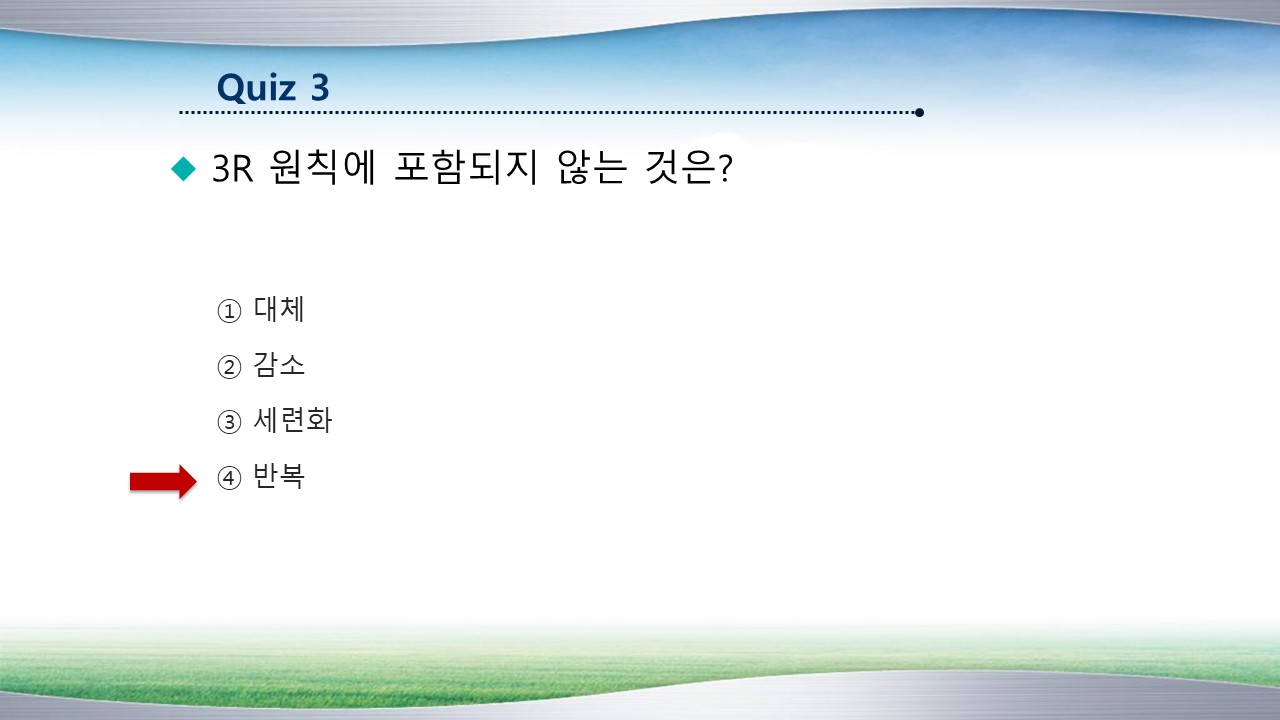 Quiz 3
3R 원칙에 포함되지 않는 것은?
① 대체
② 감소
③ 세련화
④ 반복